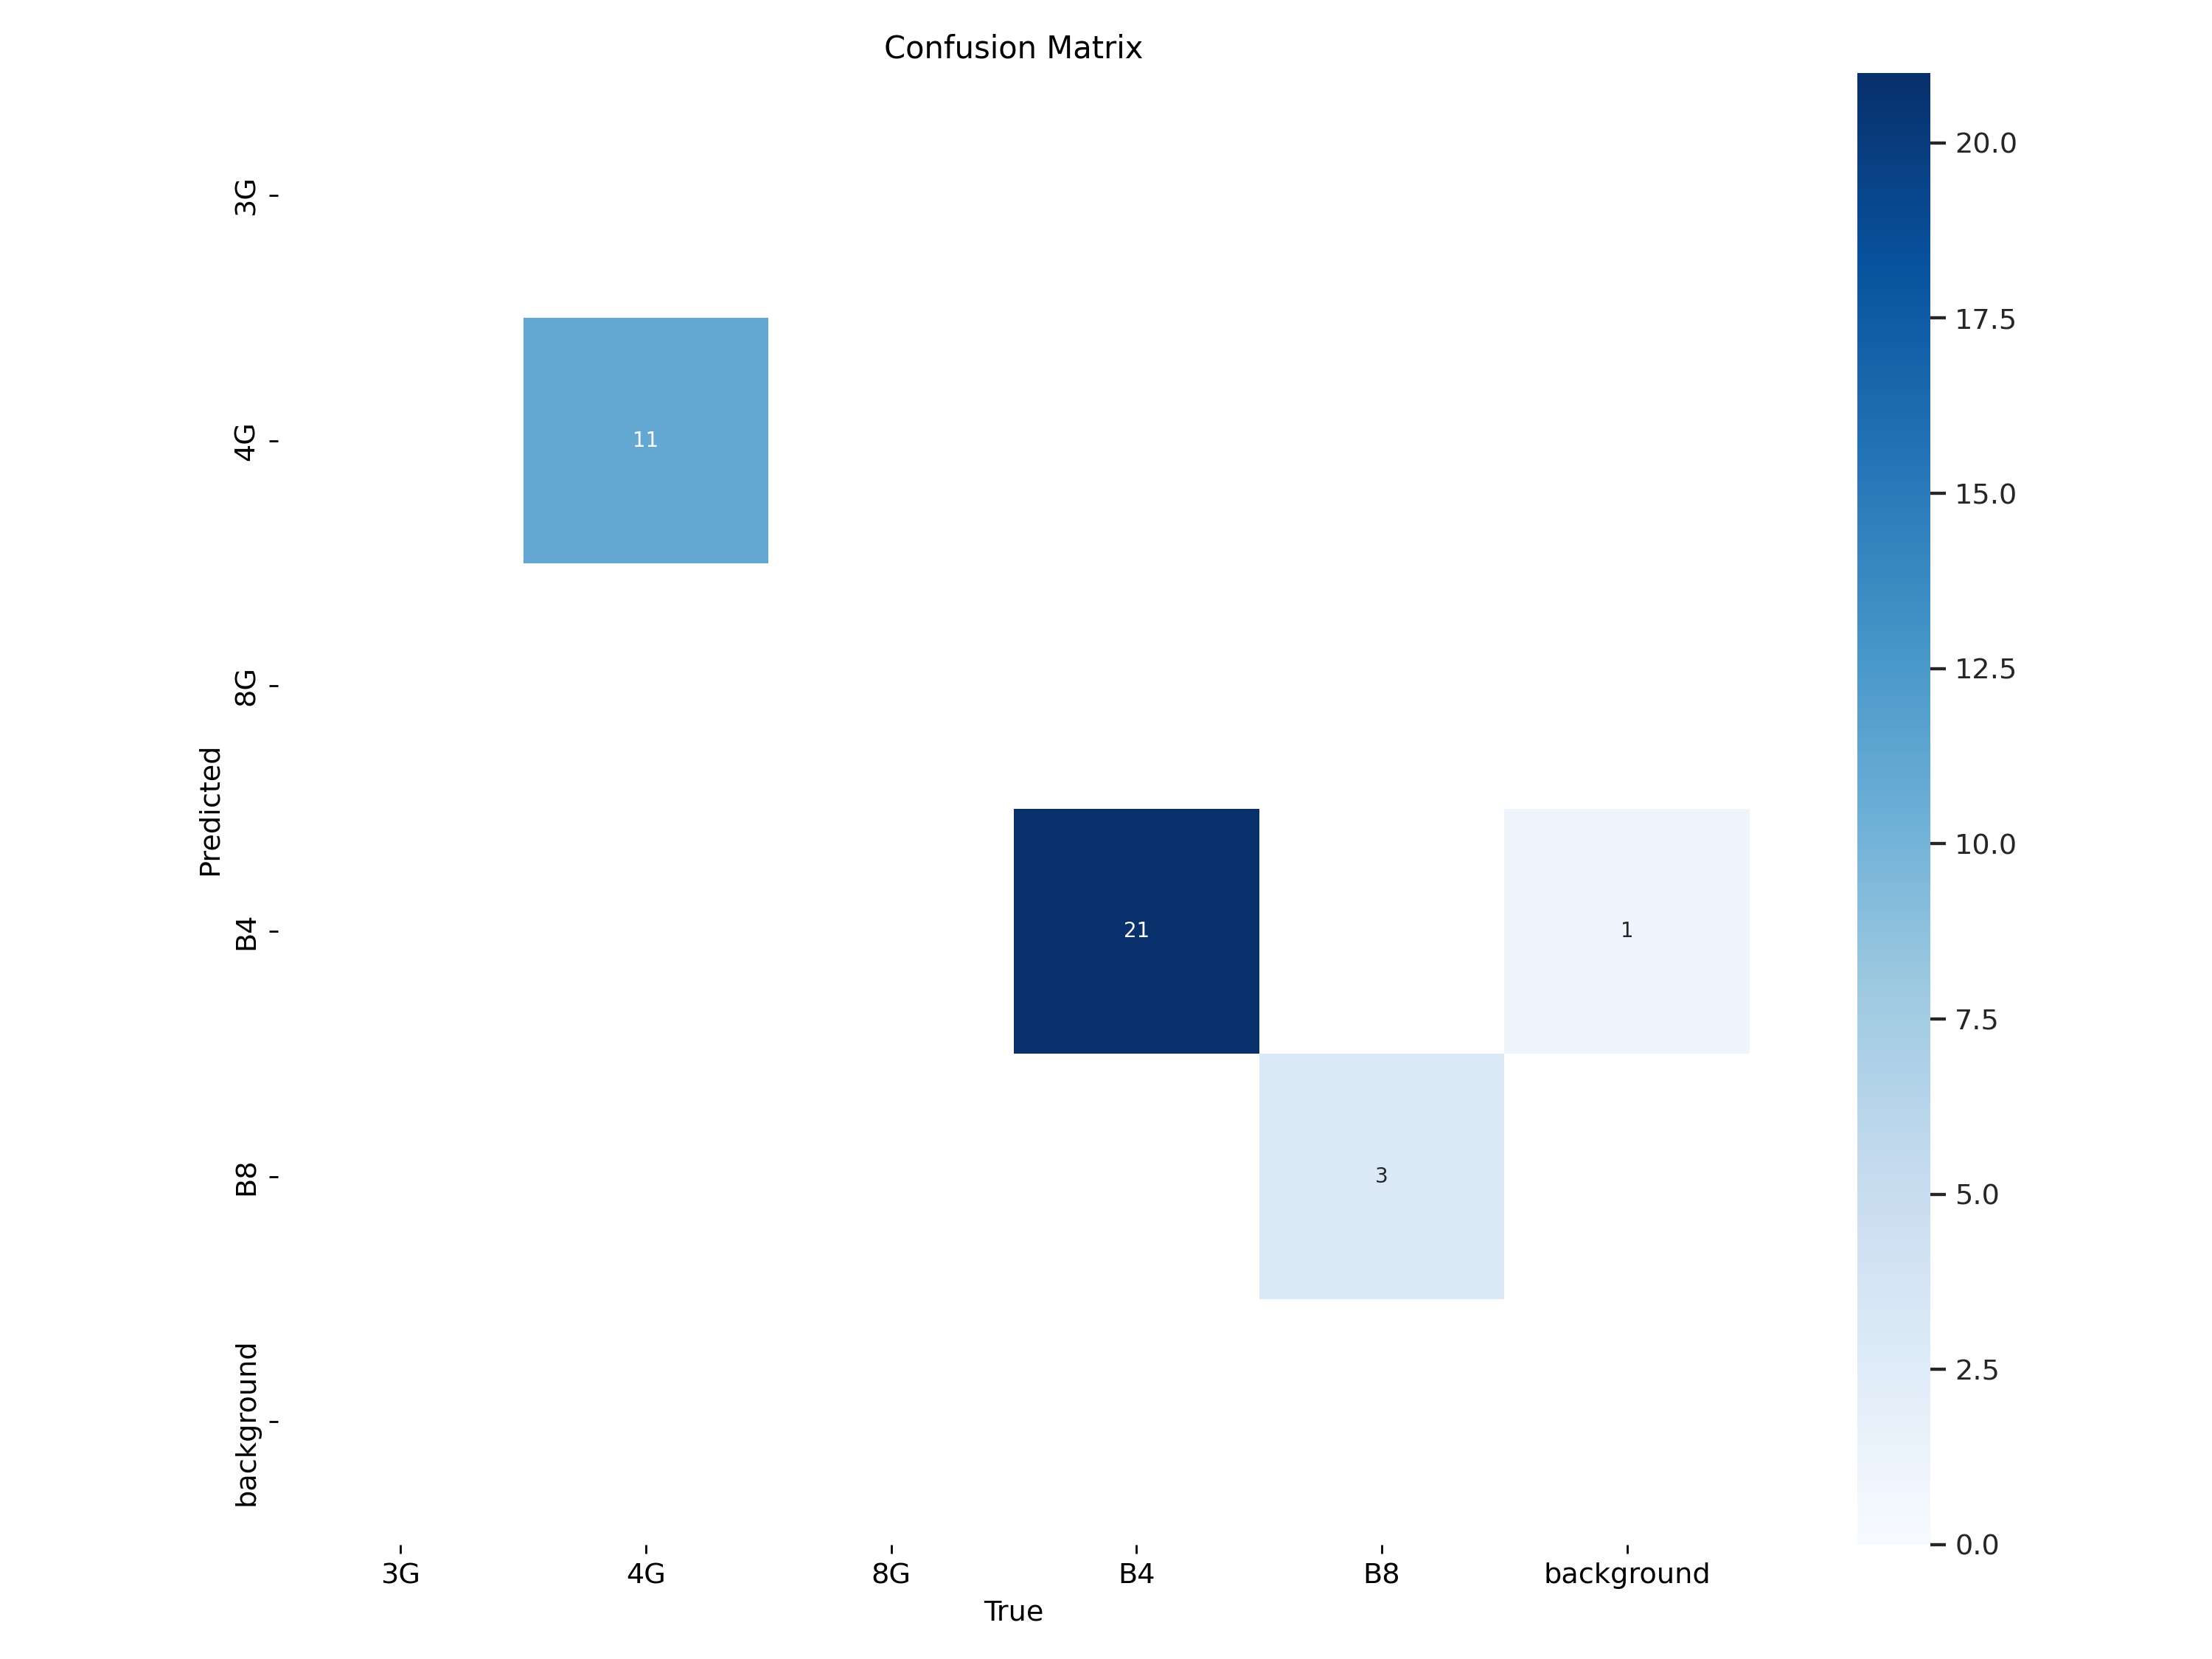 Confusion Matrix
3G
4G
8G
B4
B8
background
Predicted
11
21
1
3
3G
4G
8G
B4
B8
background
True
20.0
17.5
15.0
12.5
10.0
7.5
5.0
2.5
0.0